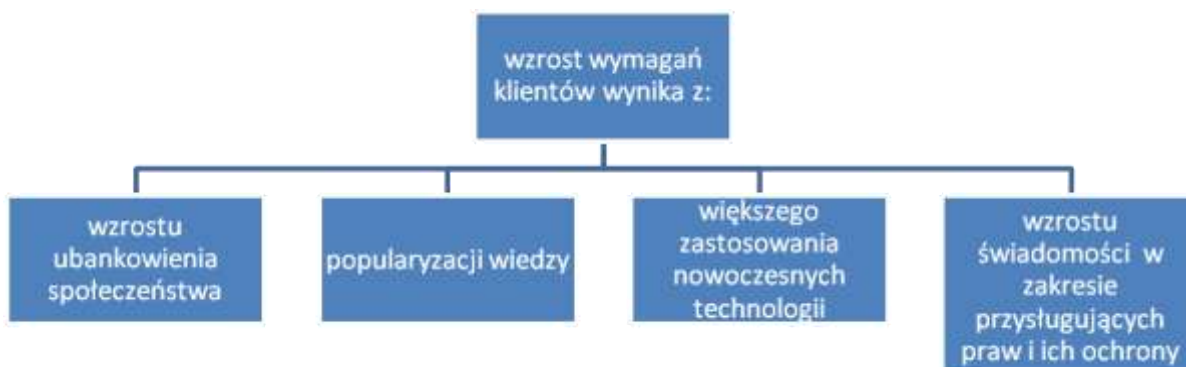 wzrost wymagań
klientów wynika z:
wzrostu
ubankowienia
społeczeństwa
popularyzacji wiedzy
większego
zastosowania
nowoczesnych
technologii
wzrostu
świadomości w
zakresie
przysługujących
praw i ich ochrony